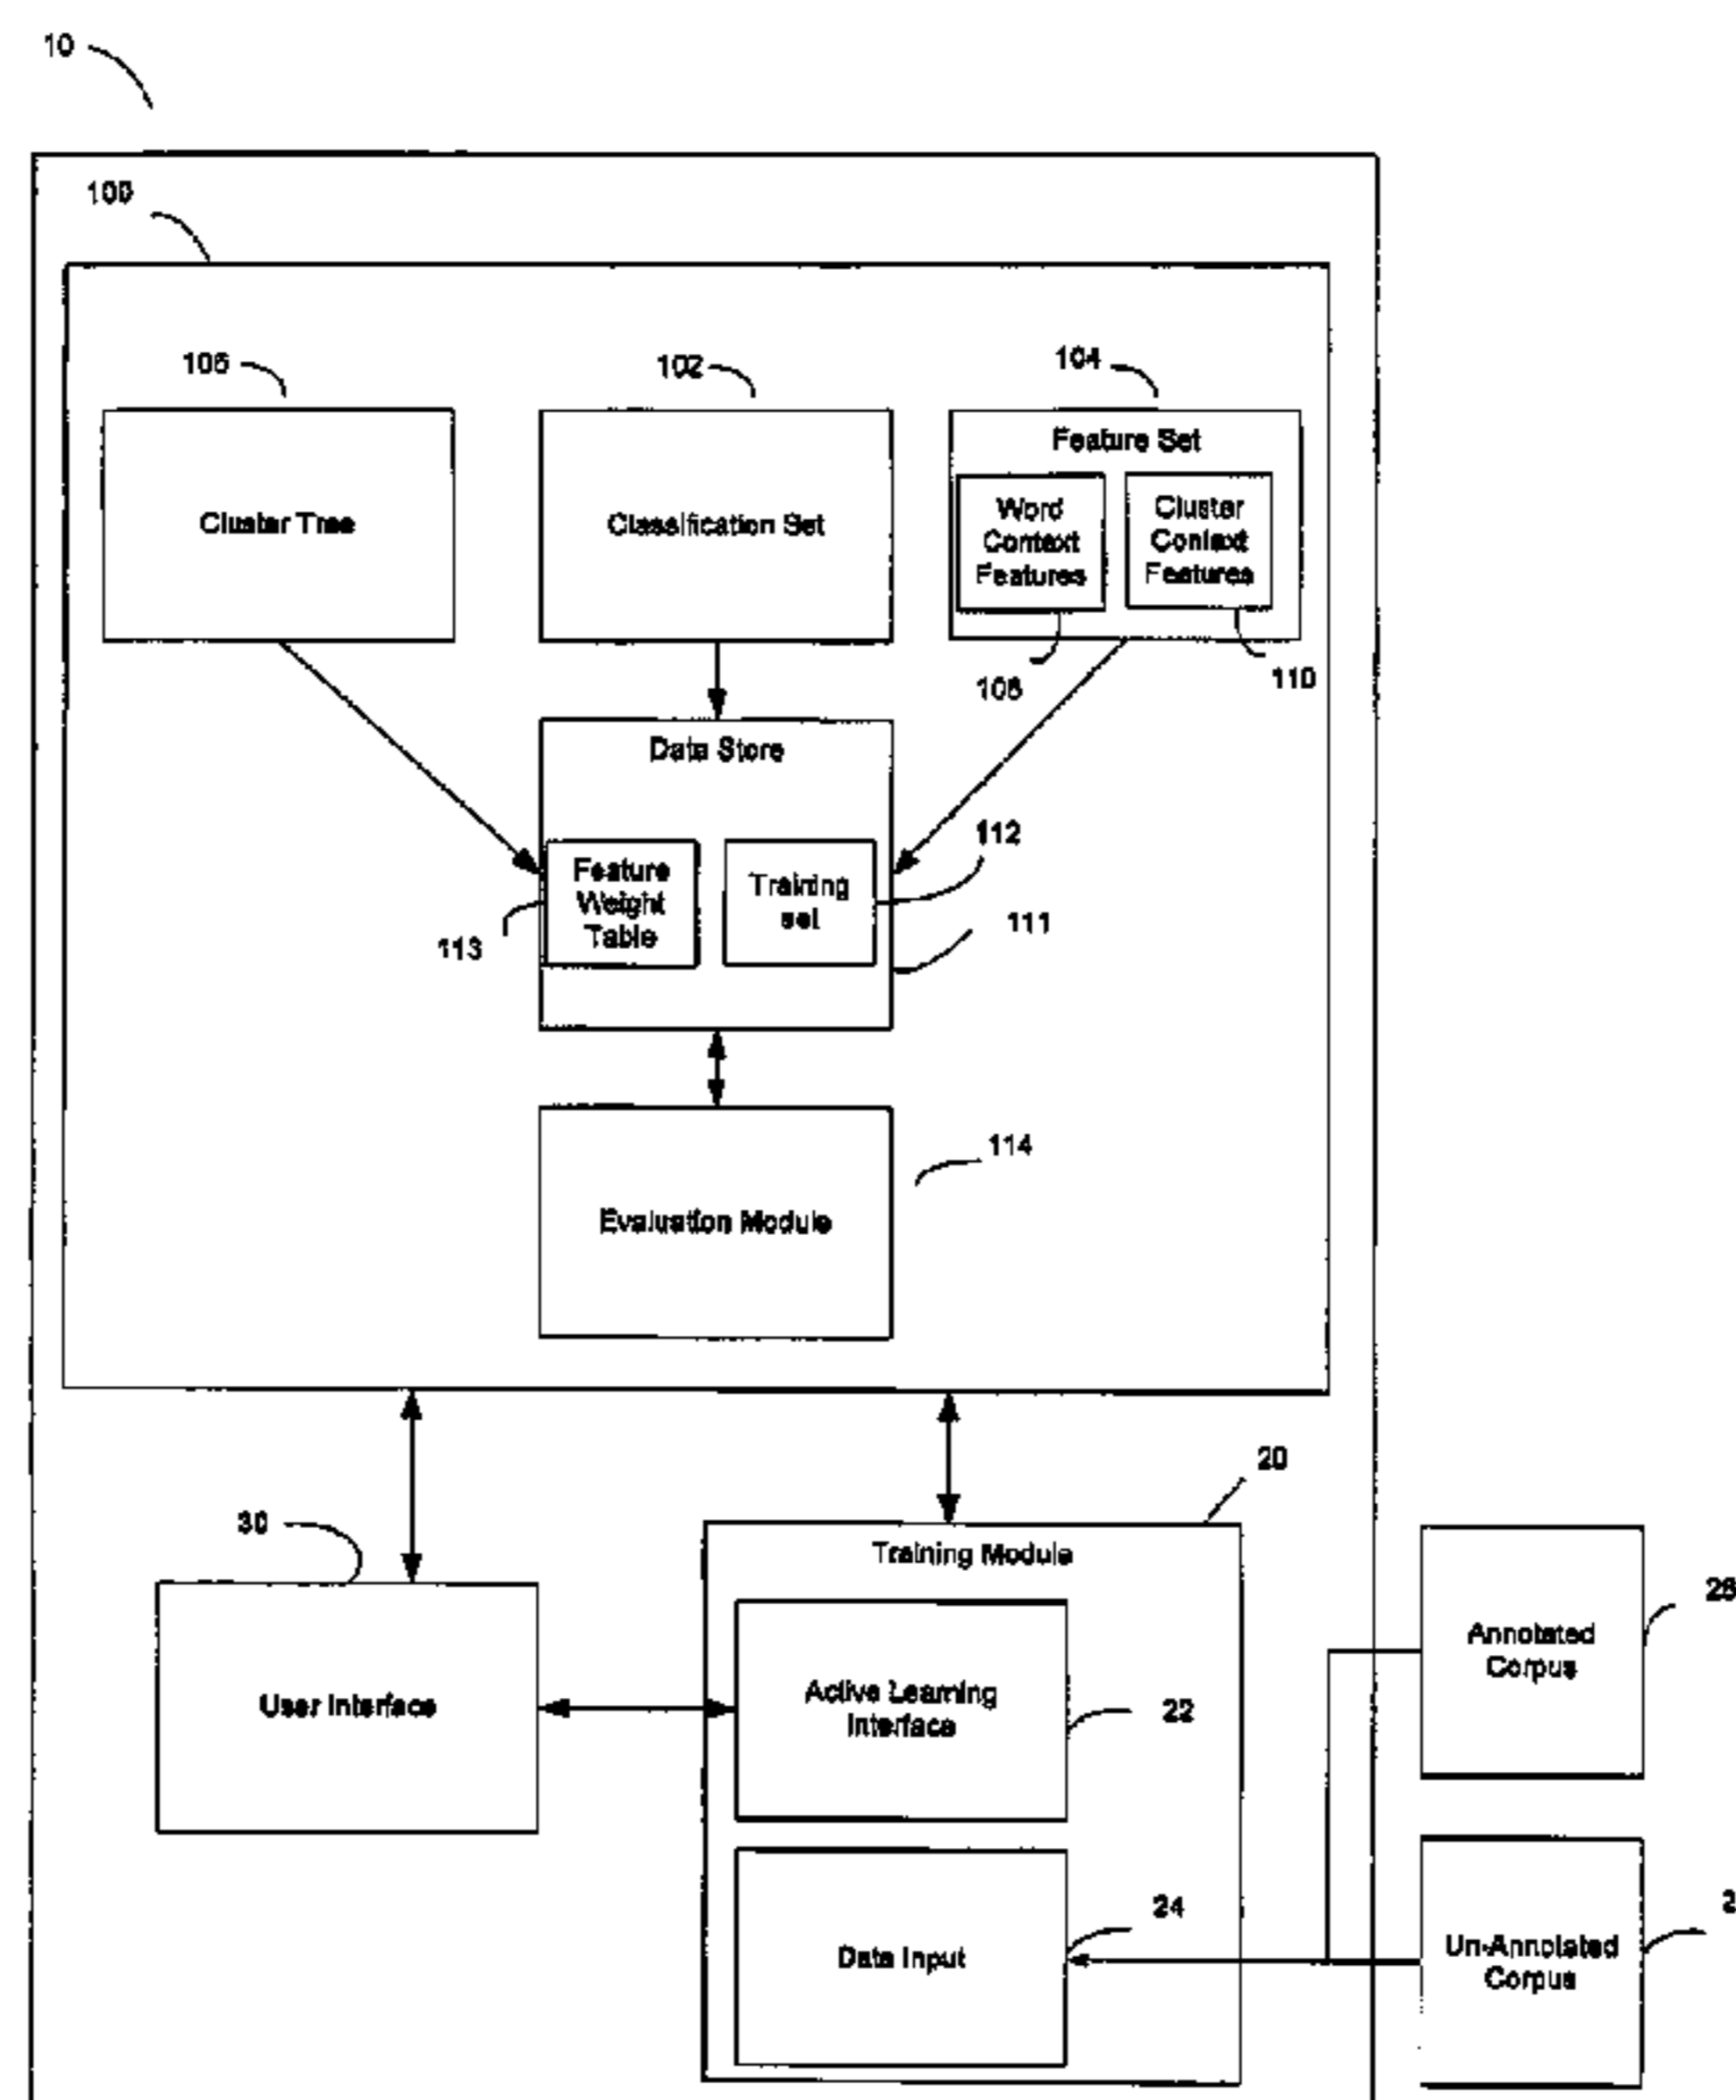 10
100
106
102
104
Cluster Tree
Classification Set
Feature Set
Word
Context
Features
Cluster
Context
Features
108
110
Data Store
112
Feature
Weight
Table
Training
set
111
113
114
Evaluation Module
20
30
Training Module
Annotated
Corpus
User Interface
Active Learning
Interface
22
24
Data Input
Un-Annotated
Corpus